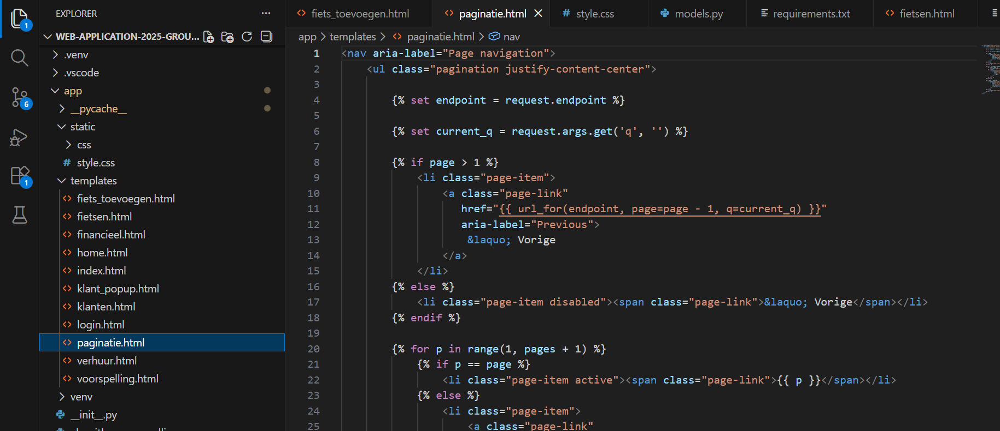 EXPLORER
WEB-APPLICATION-2025-GROU...
.venv
.vscode
app
__pycache__
static
css
# style.css
templates
<> fiets_toevoegen.html
<> fietsen.html
<> financieel.html
<> home.html
<> index.html
<> klant_popup.html
<> klanten.html
<> login.html
<> paginatie.html
<> verhuur.html
<> voorspelling.html
venv
__init__.py
1
6
1
<> fiets_toevoegen.html <> paginatie.html # style.css models.py requirements.txt <> fietsen.html
app > templates > <> paginatie.html > nav
1 <nav aria-label="Page navigation">
2 <ul class="pagination justify-content-center">
3
4 {% set endpoint = request.endpoint %}
5
6 {% set current_q = request.args.get('q', '') %}
7
8 {% if page > 1 %}
9 <li class="page-item">
10 <a class="page-link"
11 href="{{ url_for(endpoint, page=page - 1, q=current_q) }}"
12 aria-label="Previous">
13 &laquo; Vorige
14 </a>
15 </li>
16 {% else %}
17 <li class="page-item disabled"><span class="page-link">&laquo; Vorige</span></li>
18 {% endif %}
19
20 {% for p in range(1, pages + 1) %}
21 {% if p == page %}
22 <li class="page-item active"><span class="page-link">{{ p }}</span></li>
23 {% else %}
24 <li class="page-item">
25 <a class="page-link"